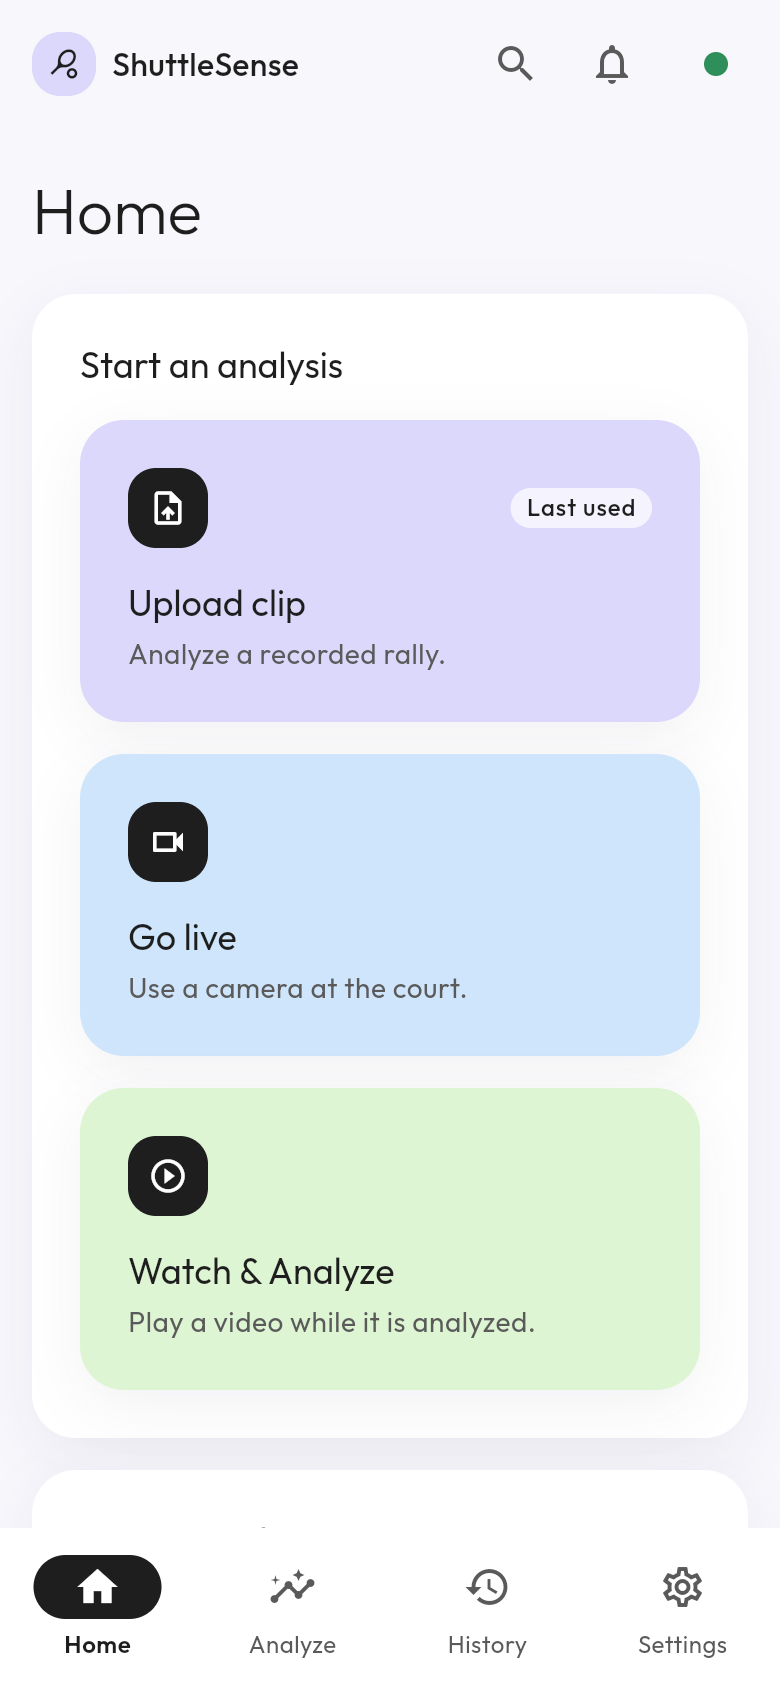 ShuttleSense
Home
Start an analysis
Last used
Upload clip
Analyze a recorded rally.
Go live
Use a camera at the court.
Watch & Analyze
Play a video while it is analyzed.
Home
Analyze
History
Settings